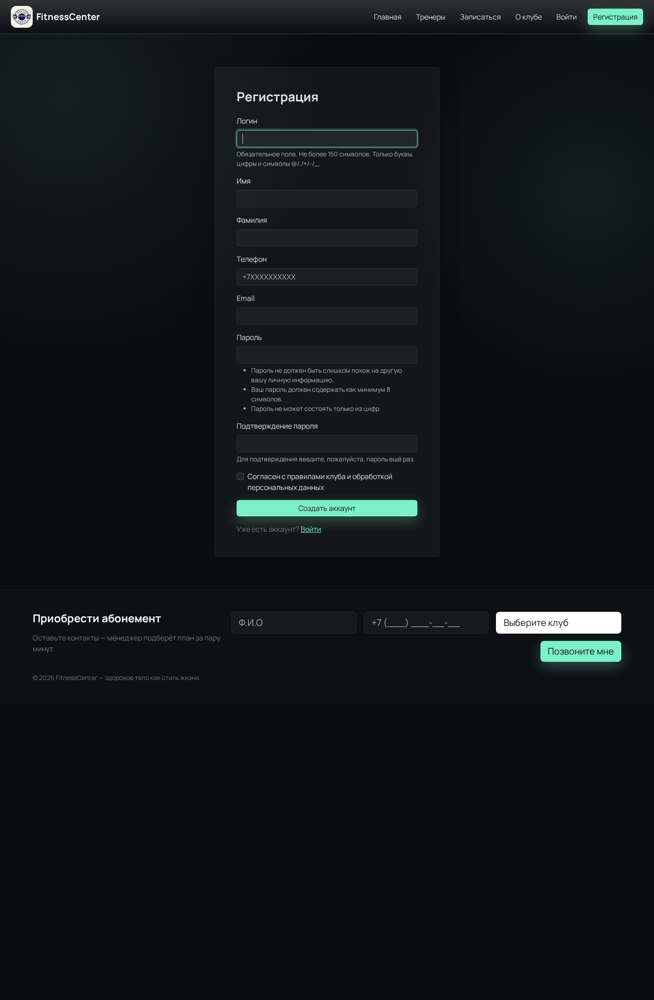 FITNESS
CENTER
FitnessCenter
Главная
Тренеры
Записаться
О клубе
Войти
Регистрация
Регистрация
Логин
Обязательное поле. Не более 150 символов. Только буквы,
цифры и символы @/./+/-/_.
Имя
Фамилия
Телефон
+7XXXXXXXXXX
Email
Пароль
Пароль не должен быть слишком похож на другую
вашу личную информацию.
Ваш пароль должен содержать как минимум 8
символов.
Пароль не может состоять только из цифр.
Подтверждение пароля
Для подтверждения введите, пожалуйста, пароль ещё раз.
Согласен с правилами клуба и обработкой
персональных данных
Создать аккаунт
Уже есть аккаунт? Войти
Приобрести абонемент
Оставьте контакты — менеджер подберёт план за пару
минут.
Ф.И.О
+7 (___) ___-__-__
Выберите клуб
Позвоните мне
© 2026 FitnessCenter — здоровое тело как стиль жизни.